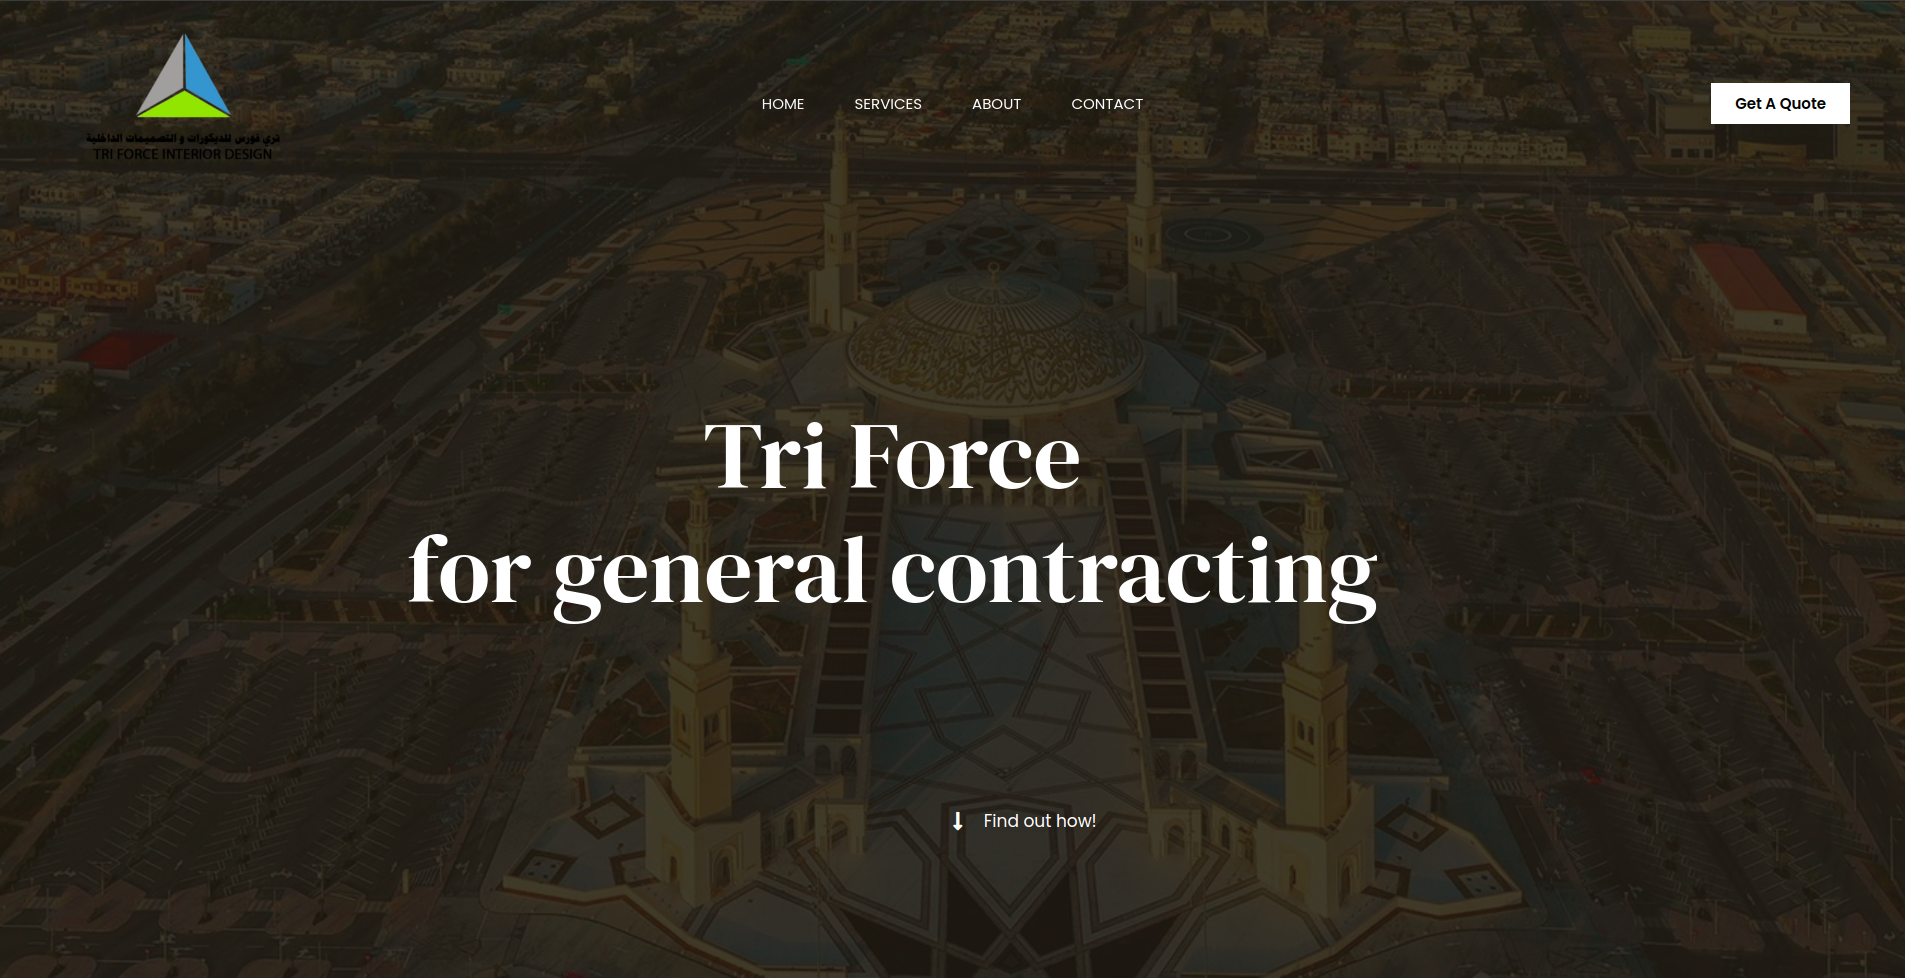 تري فورس للديكورات و التصميمات الداخلية
TRI FORCE INTERIOR DESIGN
HOME
SERVICES
ABOUT
CONTACT
Get A Quote
Tri Force
for general contracting
Find out how!